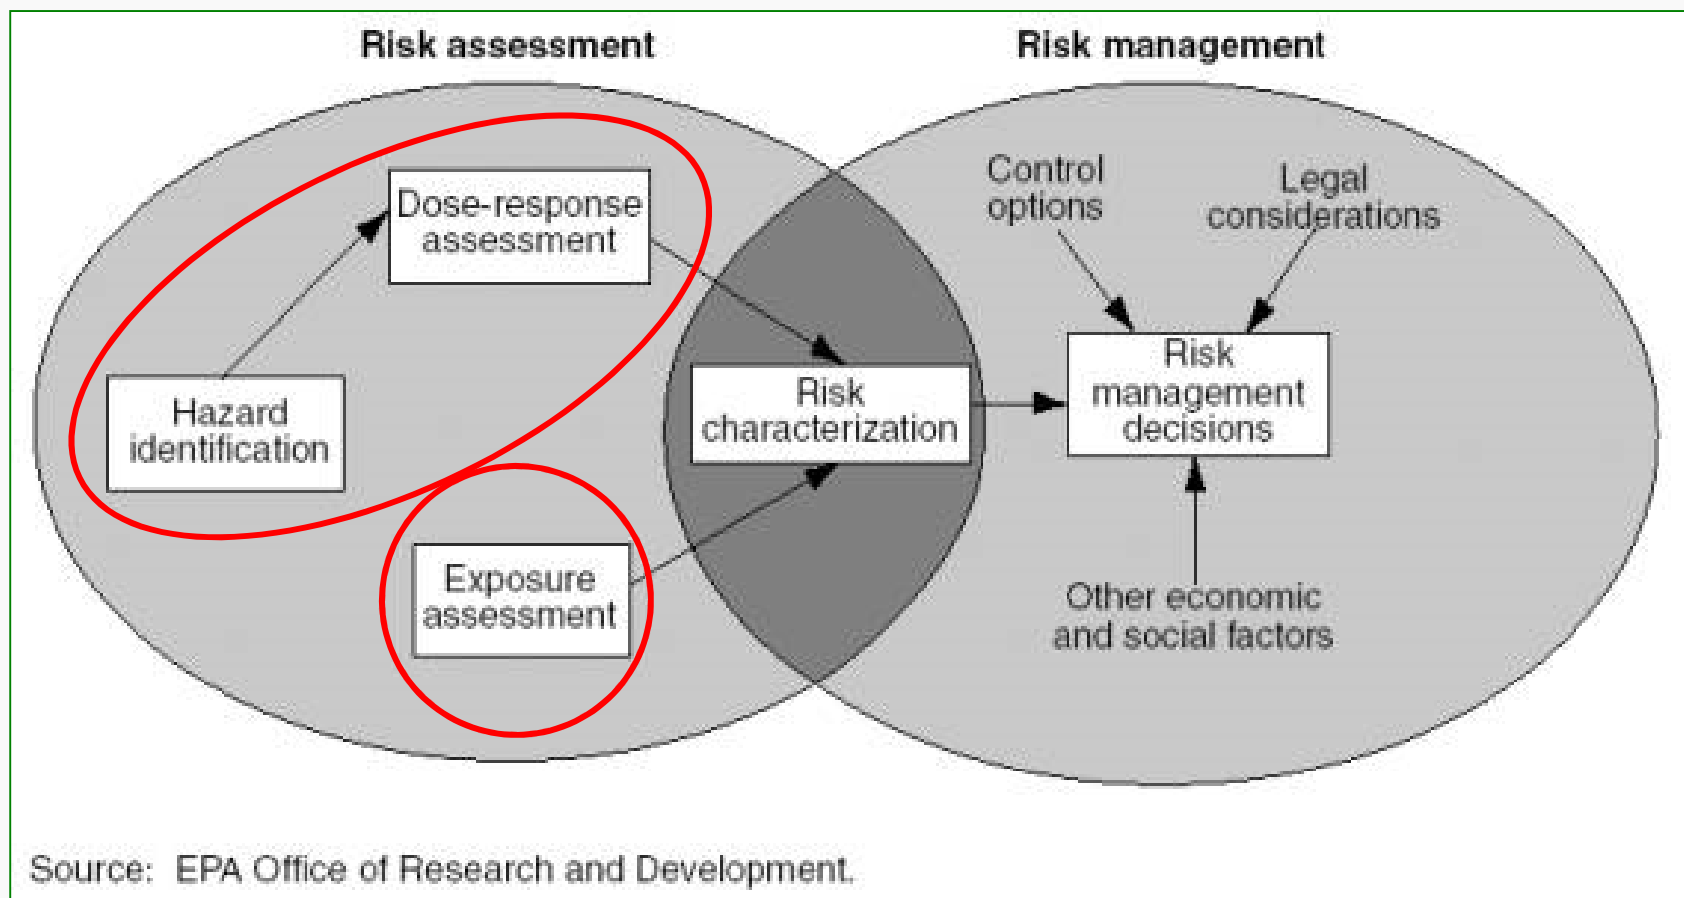 Risk assessment
Risk management
Dose-response
assessment
Hazard
identification
Exposure
assessment
Risk
characterization
Control
options
Legal
considerations
Risk
management
decisions
Other economic
and social factors
Source: EPA Office of Research and Development.